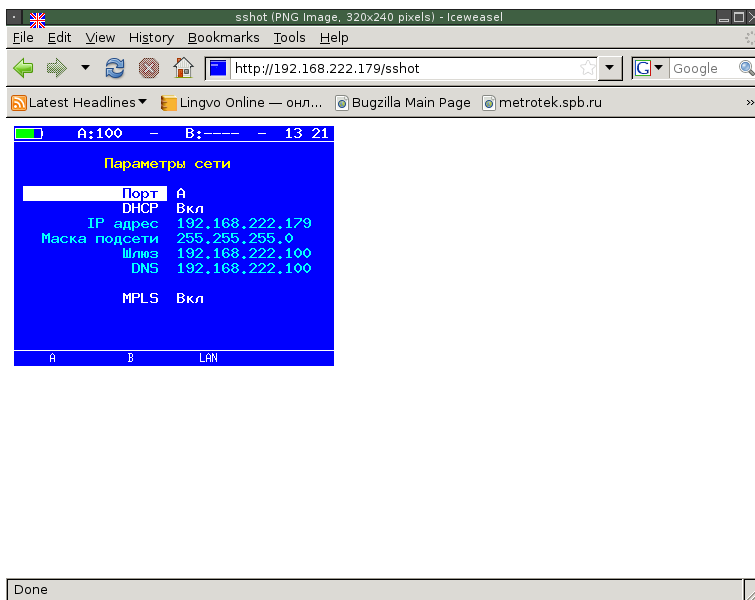 sshot (PNG Image, 320x240 pixels) - Iceweasel
File Edit View History Bookmarks Tools Help
http://192.168.222.179/sshot G Google
Latest Headlines Lingvo Online — онл... Bugzilla Main Page metrotek.spb.ru »
A:100 - B:---- - 13 21
Параметры сети
Порт A
DHCP Вкл
IP адрес 192.168.222.179
Маска подсети 255.255.255.0
Шлюз 192.168.222.100
DNS 192.168.222.100
MPLS Вкл
A B LAN
Done